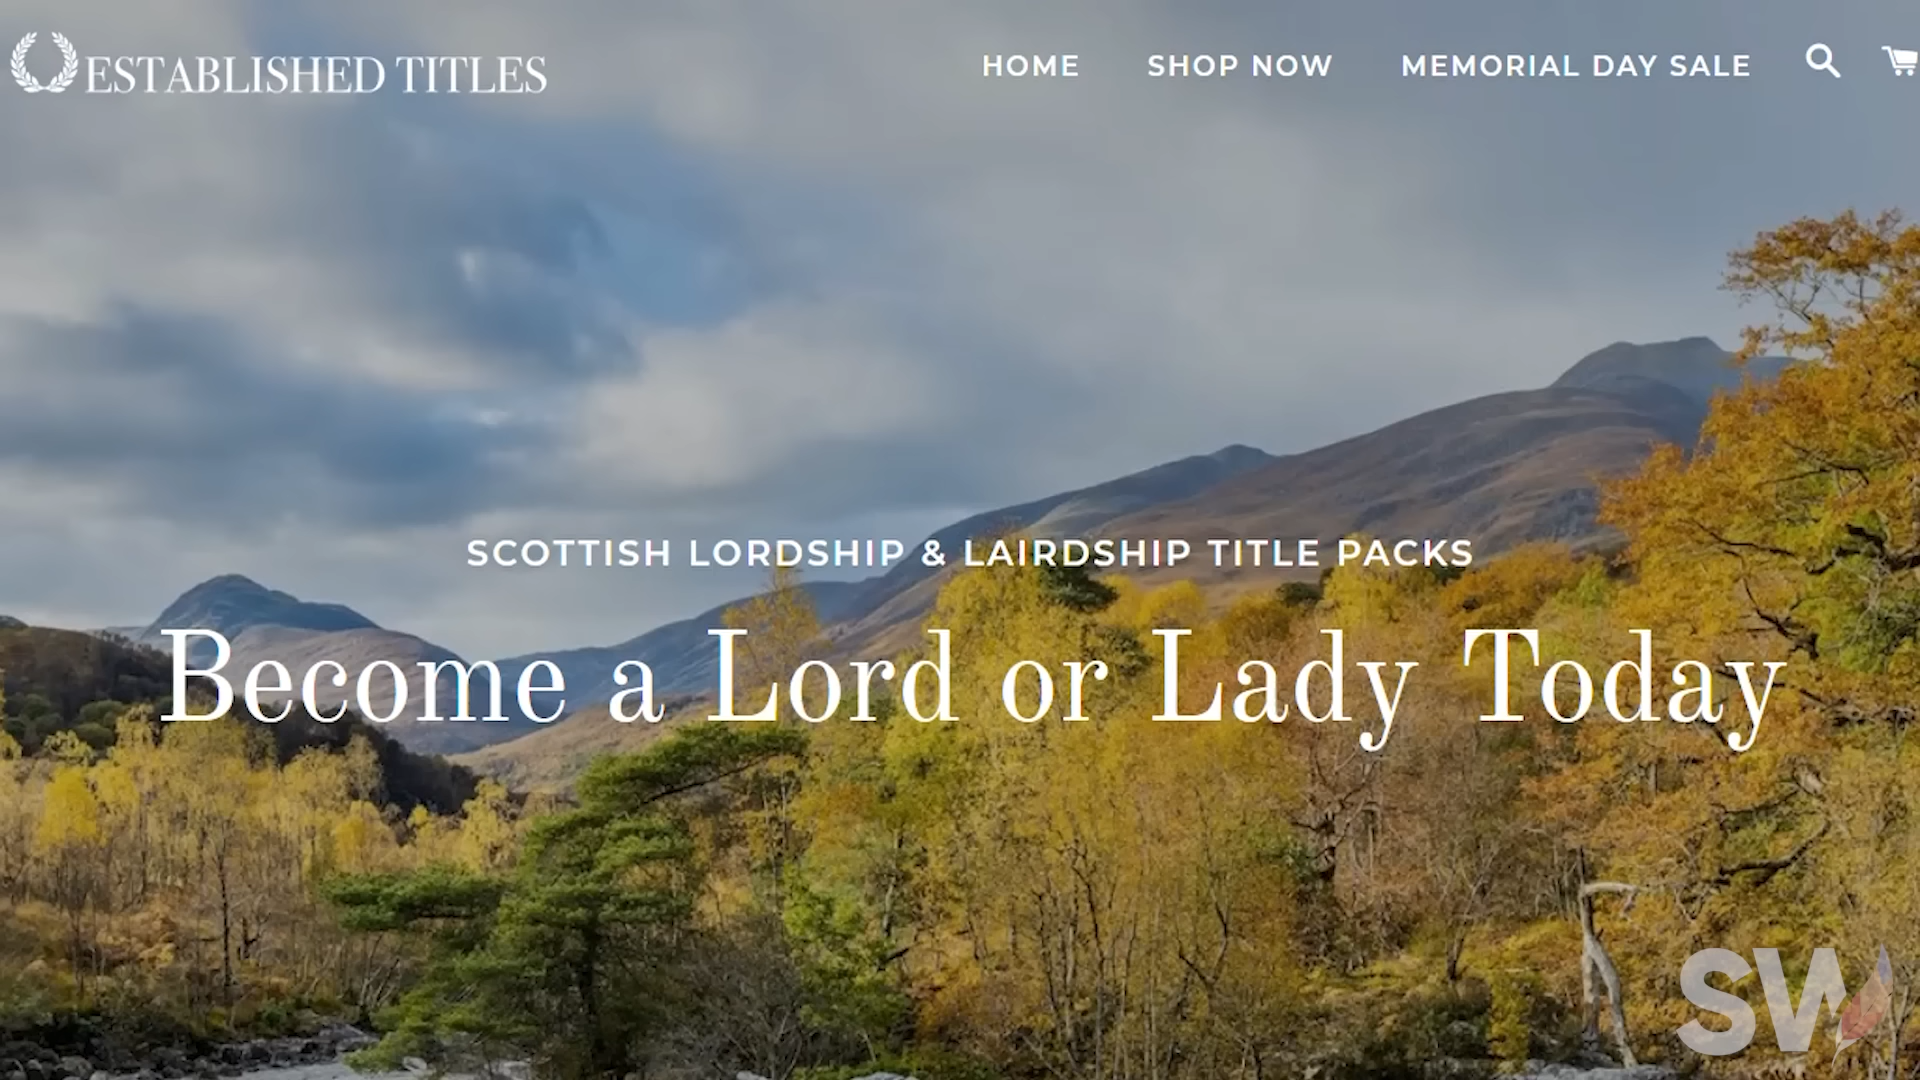 ESTABLISHED TITLES
HOME SHOP NOW MEMORIAL DAY SALE
SCOTTISH LORDSHIP & LAIRDSHIP TITLE PACKS
Become a Lord or Lady Today
SW